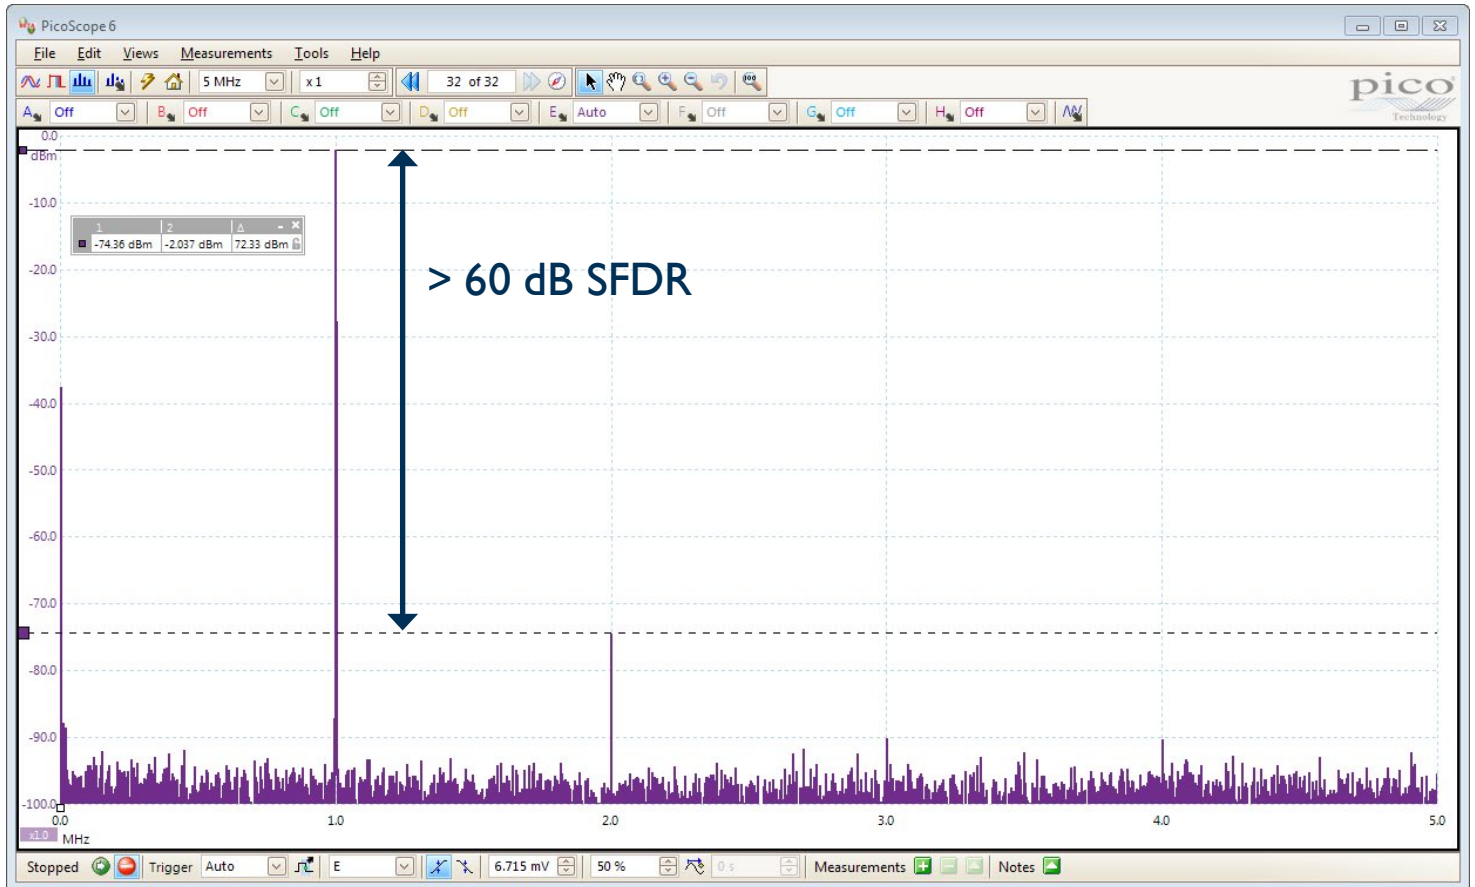 PicoScope 6
File Edit Views Measurements Tools Help
5 MHz x 1 32 of 32
pico
Technology
A Off B Off C Off D Off E Auto F Off G Off H Off
0.0
dBm
-10.0
1 2 Δ
-74.36 dBm -2.037 dBm 72.33 dBm
-20.0
> 60 dB SFDR
-30.0
-40.0
-50.0
-60.0
-70.0
-80.0
-90.0
-100.0
0.0 1.0 2.0 3.0 4.0 5.0
x1.0 MHz
Stopped Trigger Auto E 6.715 mV 50 % 0 s Measurements Notes